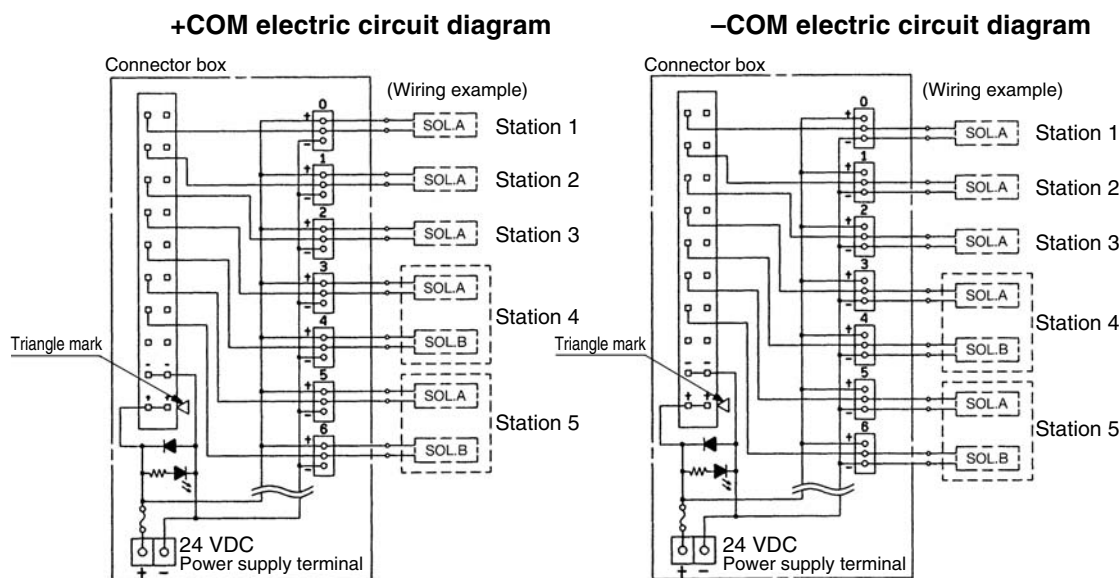 +COM electric circuit diagram
Connector box
(Wiring example)
0
+
−
SOL.A
Station 1
1
+
−
SOL.A
Station 2
2
+
−
SOL.A
Station 3
3
+
−
SOL.A
Station 4
4
+
−
SOL.B
Triangle mark
− −
+ +
5
+
−
SOL.A
Station 5
6
+
−
SOL.B
24 VDC
Power supply terminal
+ −
–COM electric circuit diagram
Connector box
(Wiring example)
0
+
−
SOL.A
Station 1
1
+
−
SOL.A
Station 2
2
+
−
SOL.A
Station 3
3
+
−
SOL.A
Station 4
4
+
−
SOL.B
Triangle mark
− −
+ +
5
+
−
SOL.A
Station 5
6
+
−
SOL.B
24 VDC
Power supply terminal
+ −